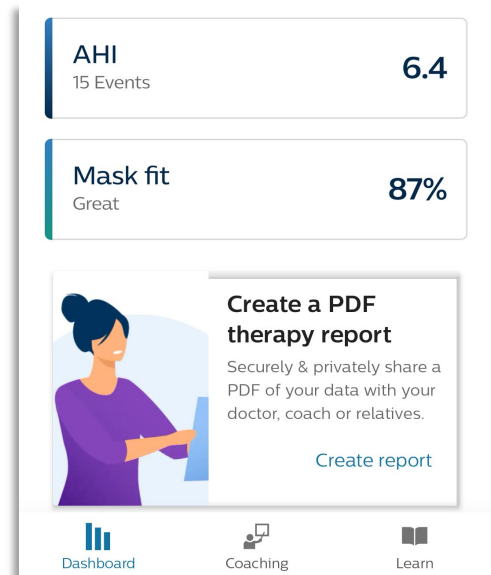 AHI
15 Events
6.4
Mask fit
Great
87%
Create a PDF
therapy report
Securely & privately share a
PDF of your data with your
doctor, coach or relatives.
Create report
Dashboard
Coaching
Learn